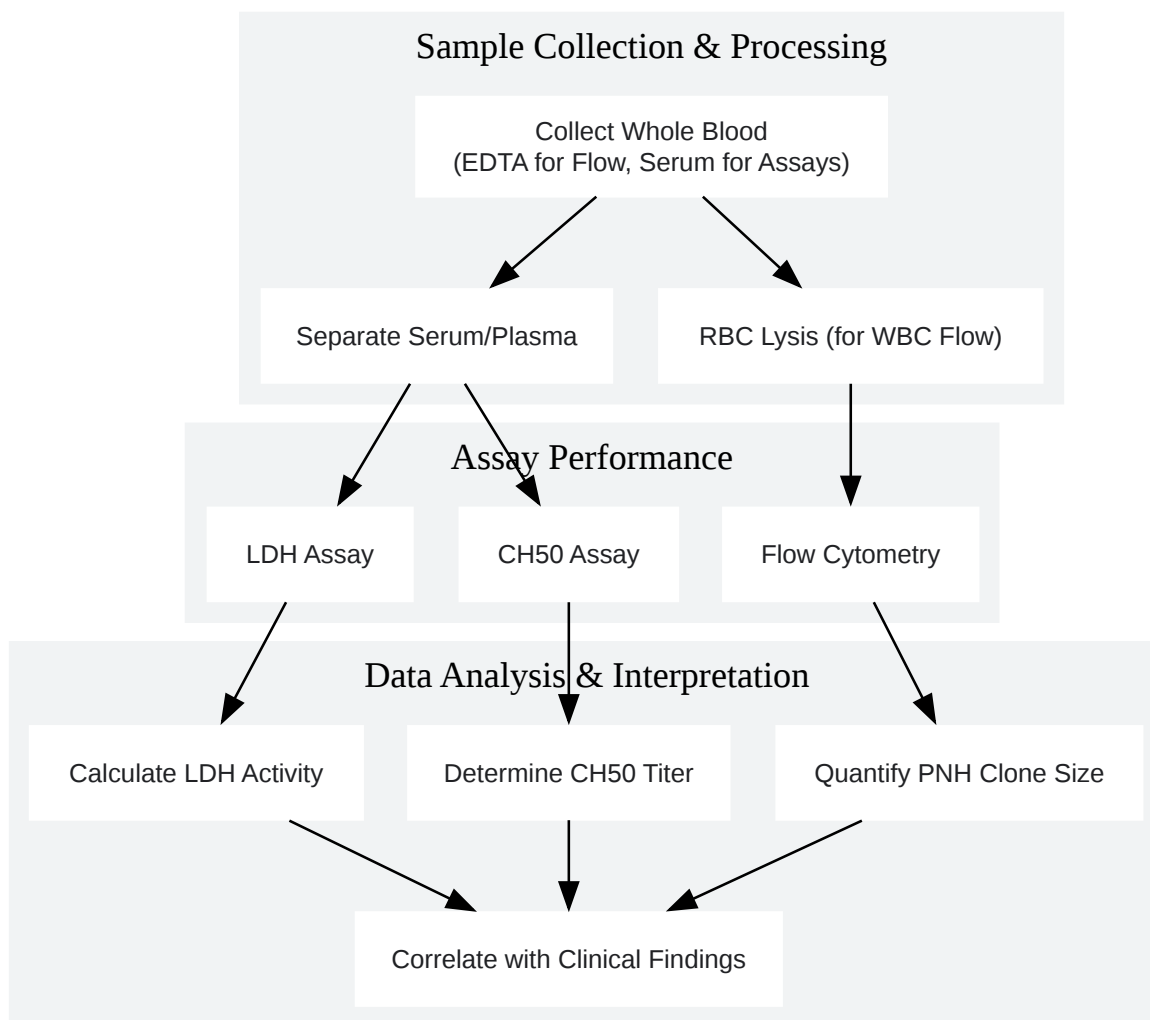 Sample Collection & Processing
Collect Whole Blood
(EDTA for Flow, Serum for Assays)
Separate Serum/Plasma
RBC Lysis (for WBC Flow)
Assay Performance
LDH Assay
CH50 Assay
Flow Cytometry
Data Analysis & Interpretation
Calculate LDH Activity
Determine CH50 Titer
Quantify PNH Clone Size
Correlate with Clinical Findings